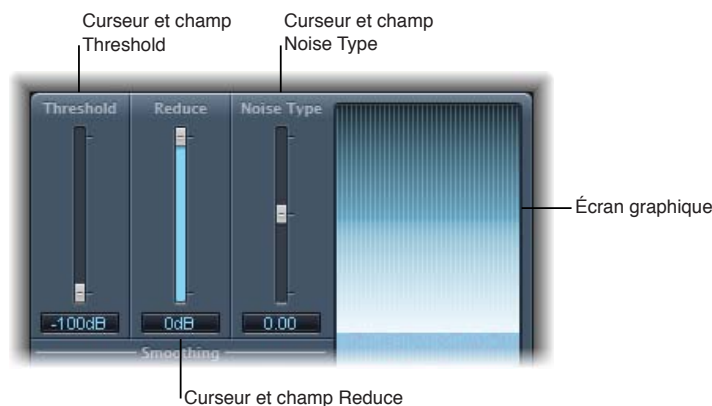 Curseur et champ
Threshold
Curseur et champ
Noise Type
Threshold
Reduce
Noise Type
Écran graphique
-100dB
0dB
0.00
Smoothing
Curseur et champ Reduce